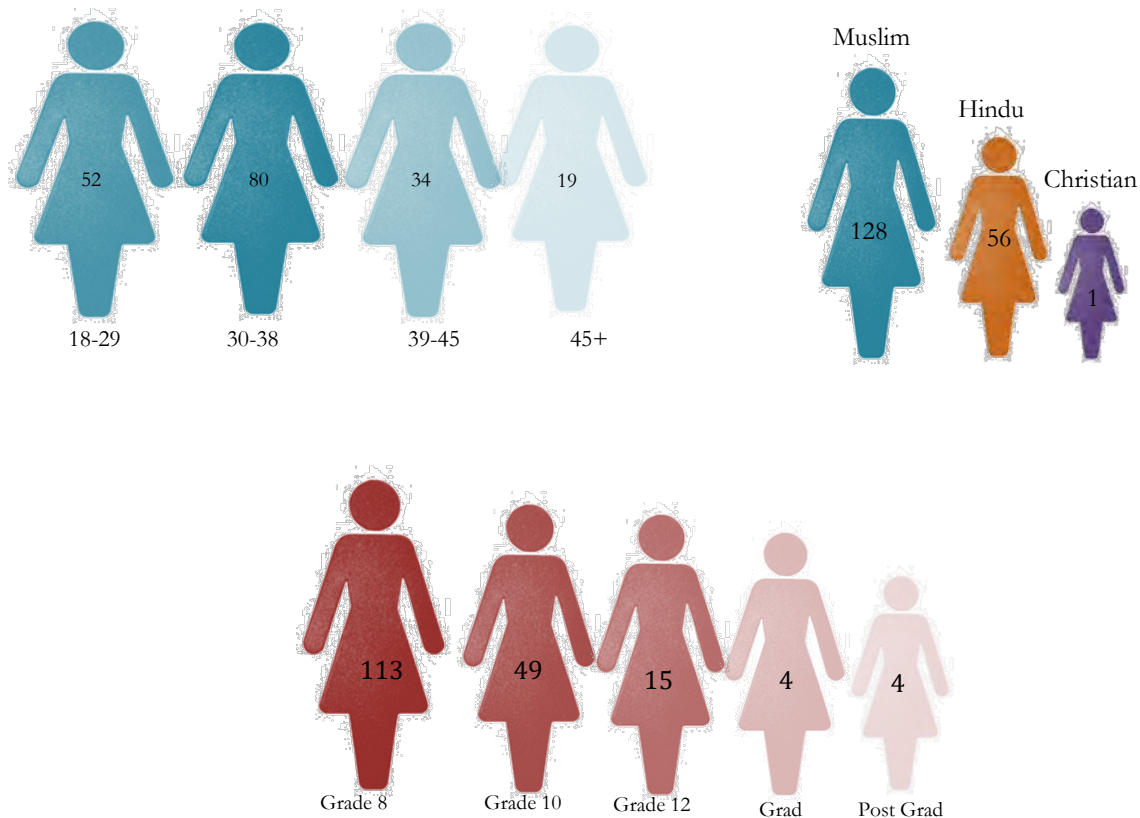 52 80 34 19
18-29 30-38 39-45 45+
Muslim
Hindu
Christian
128 56 1
113 49 15 4 4
Grade 8 Grade 10 Grade 12 Grad Post Grad